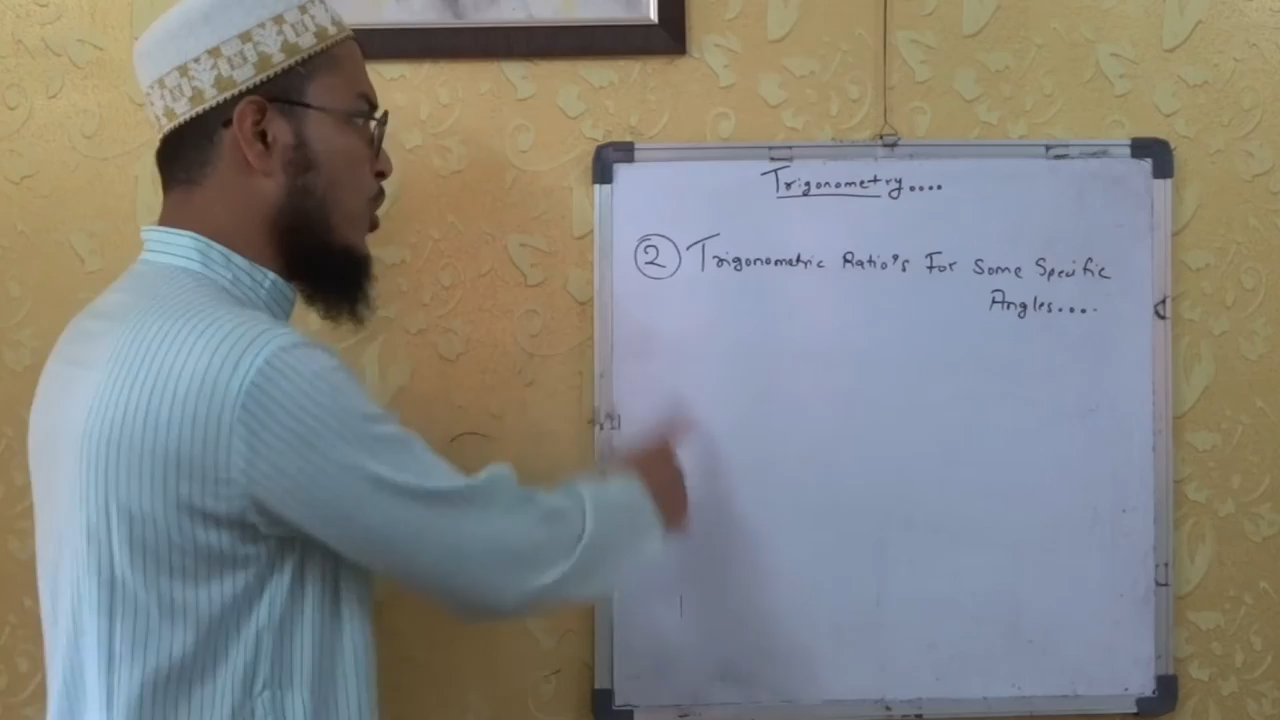 Trigonometry....
② Trigonometric Ratio's For Some Specific
Angles....